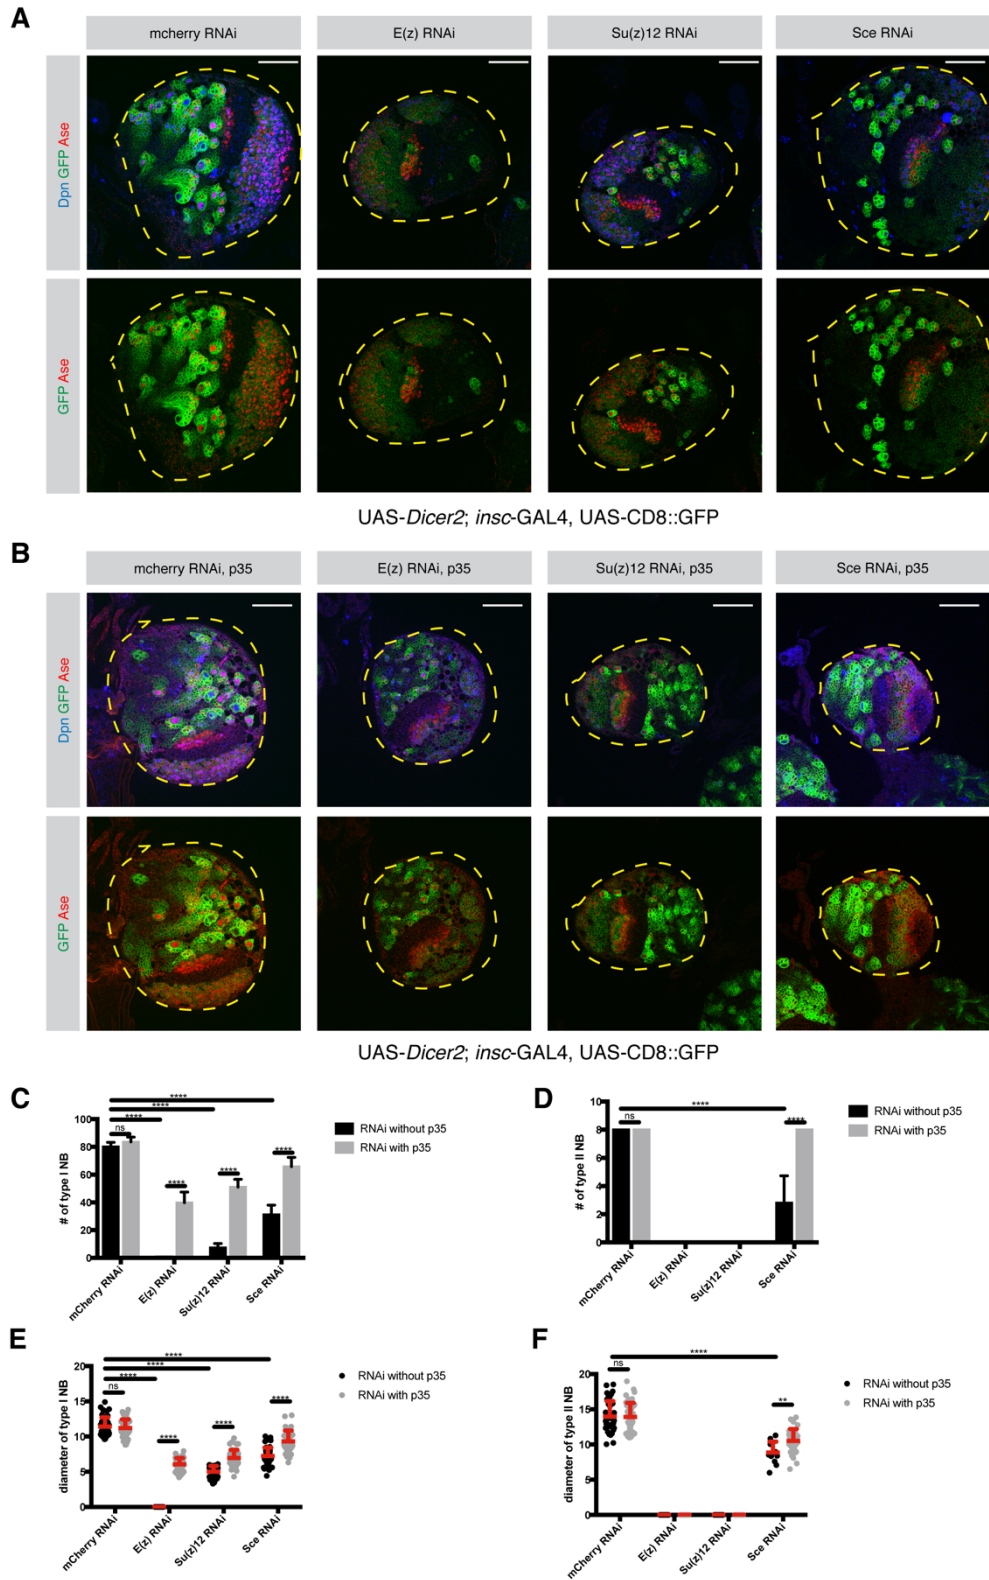 A
mcherry RNAi
E(z) RNAi
Su(z)12 RNAi
Sce RNAi
Dpn GFP Ase
GFP Ase
UAS-Dicer2; insc-GAL4, UAS-CD8::GFP
B
mcherry RNAi, p35
E(z) RNAi, p35
Su(z)12 RNAi, p35
Sce RNAi, p35
Dpn GFP Ase
GFP Ase
UAS-Dicer2; insc-GAL4, UAS-CD8::GFP
C
# of type I NB
100
80
60
40
20
0
****
****
****
ns
****
****
****
mCherry RNAi
E(z) RNAi
Su(z)12 RNAi
Sce RNAi
RNAi without p35
RNAi with p35
D
# of type II NB
10
8
6
4
2
0
****
ns
****
mCherry RNAi
E(z) RNAi
Su(z)12 RNAi
Sce RNAi
RNAi without p35
RNAi with p35
E
diameter of type I NB
20
15
10
5
0
****
****
****
ns
****
****
****
mCherry RNAi
E(z) RNAi
Su(z)12 RNAi
Sce RNAi
RNAi without p35
RNAi with p35
F
diameter of type II NB
20
15
10
5
0
****
ns
**
mCherry RNAi
E(z) RNAi
Su(z)12 RNAi
Sce RNAi
RNAi without p35
RNAi with p35